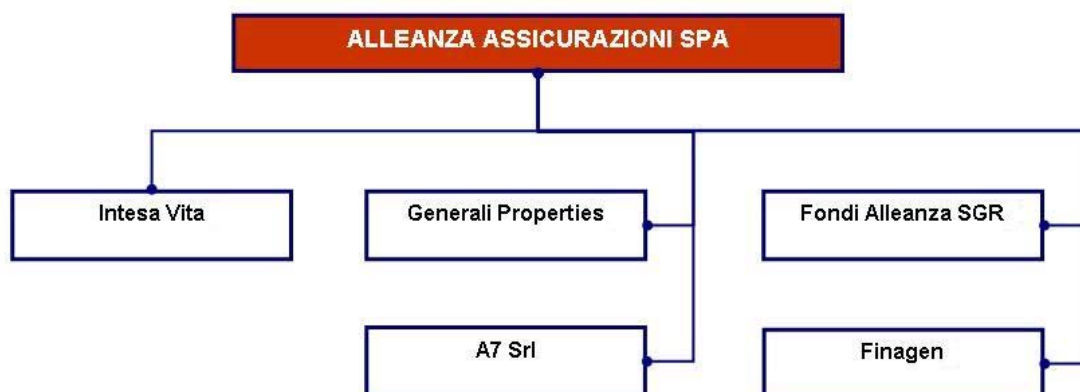 ALLEANZA ASSICURAZIONI SPA
Intesa Vita
Generali Properties
Fondi Alleanza SGR
A7 Srl
Finagen